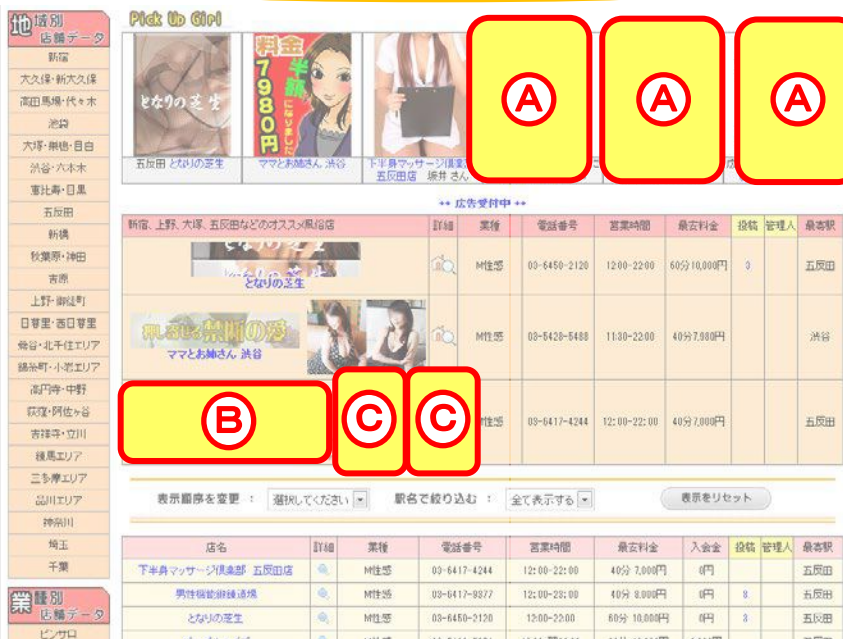 地域別
店舗データ
新宿
大久保・新大久保
高田馬場・代々木
池袋
大塚・巣鴨・目白
渋谷・六本木
恵比寿・目黒
五反田
新橋
秋葉原・神田
吉原
上野・御徒町
日暮里・西日暮里
錦糸町・小岩エリア
高円寺・中野
荻窪・阿佐ヶ谷
吉祥寺・立川
練馬エリア
三多摩エリア
品川エリア
神奈川
埼玉
千葉
業種別
店舗データ
ピンサロ
Pick Up Girl
となりの芝生
料金
半額
になりました
7980円
A
A
A
五反田 となりの芝生
ママとお姉さん 渋谷
下半身マッサージ倶楽
五反田店 坂井さん
++ 広告受付中 ++
新宿、上野、大塚、五反田などのオススメ風俗店 詳細 業種 電話番号 営業時間 最安料金 投稿 管理人 最寄駅
となりの芝生 M性感 03-6450-2120 12:00-22:00 60分10,000円 3 五反田
押し寄せる禁断の愛
ママとお姉さん 渋谷 M性感 03-5428-5488 11:30-22:00 40分7,980円 渋谷
B C C M性感 03-6417-4244 12:00-22:00 40分7,000円 五反田
表示順序を変更 : 選択してください 駅名で絞り込む : 全て表示する 表示をリセット
店名 詳細 業種 電話番号 営業時間 最安料金 入会金 投稿 管理人 最寄駅
下半身マッサージ倶楽部 五反田店 M性感 03-6417-4244 12:00-22:00 40分 7,000円 0円 五反田
男性機能鍛錬道場 M性感 03-6417-9377 12:00-23:00 40分 8,000円 0円 8 五反田
となりの芝生 M性感 03-6450-2120 12:00-22:00 60分 10,000円 0円 3 五反田